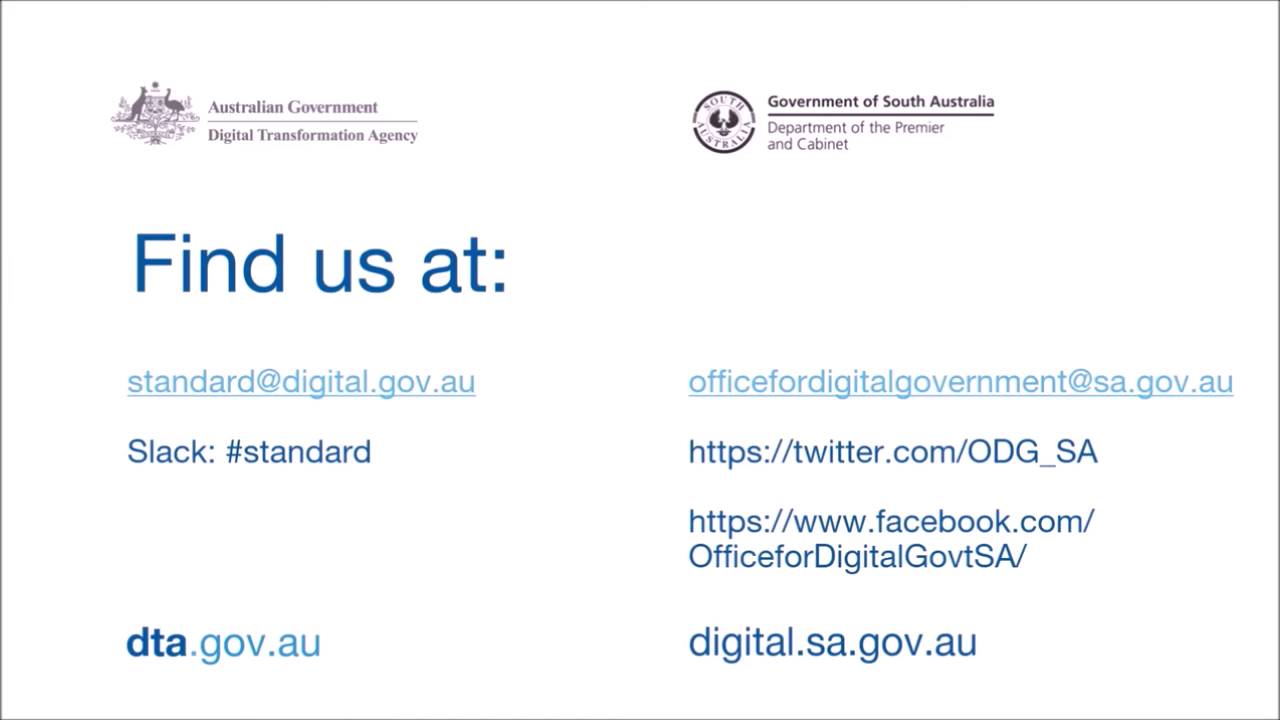 Australian Government
Digital Transformation Agency
SOUTH AUSTRALIA
Government of South Australia
Department of the Premier
and Cabinet
Find us at:
standard@digital.gov.au
Slack: #standard
dta.gov.au
officefordigitalgovernment@sa.gov.au
https://twitter.com/ODG_SA
https://www.facebook.com/
OfficeforDigitalGovtSA/
digital.sa.gov.au